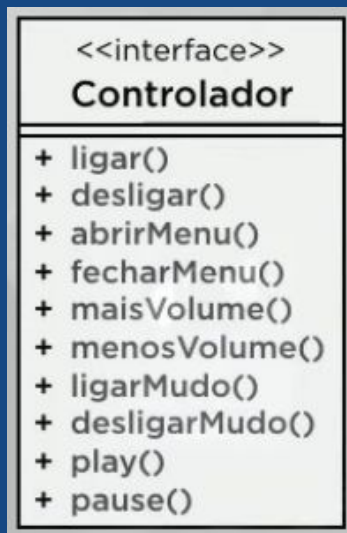 <<interface>>
Controlador
+ ligar()
+ desligar()
+ abrirMenu()
+ fecharMenu()
+ maisVolume()
+ menosVolume()
+ ligarMudo()
+ desligarMudo()
+ play()
+ pause()